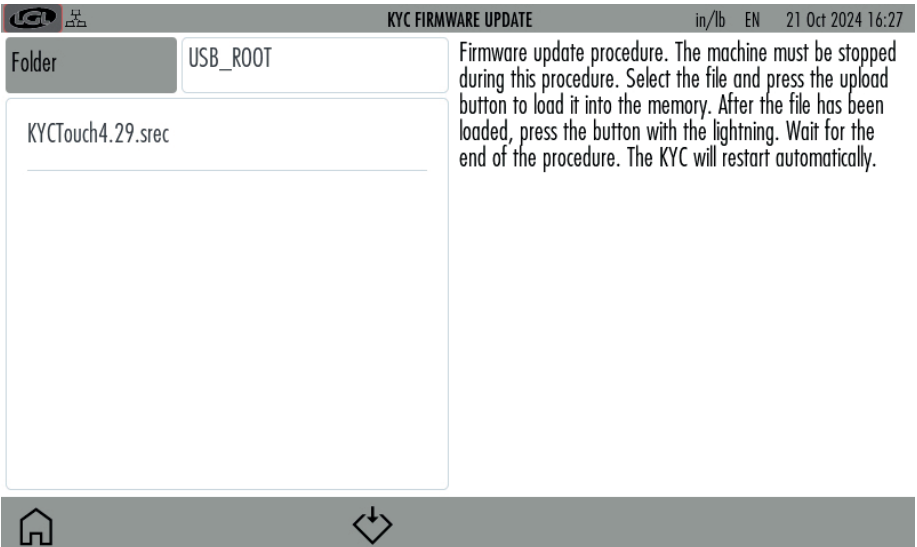 LGL
KYC FIRMWARE UPDATE
in/lb EN 21 Oct 2024 16:27
Folder
USB_ROOT
KYCTouch4.29.srec
Firmware update procedure. The machine must be stopped
during this procedure. Select the file and press the upload
button to load it into the memory. After the file has been
loaded, press the button with the lightning. Wait for the
end of the procedure. The KYC will restart automatically.